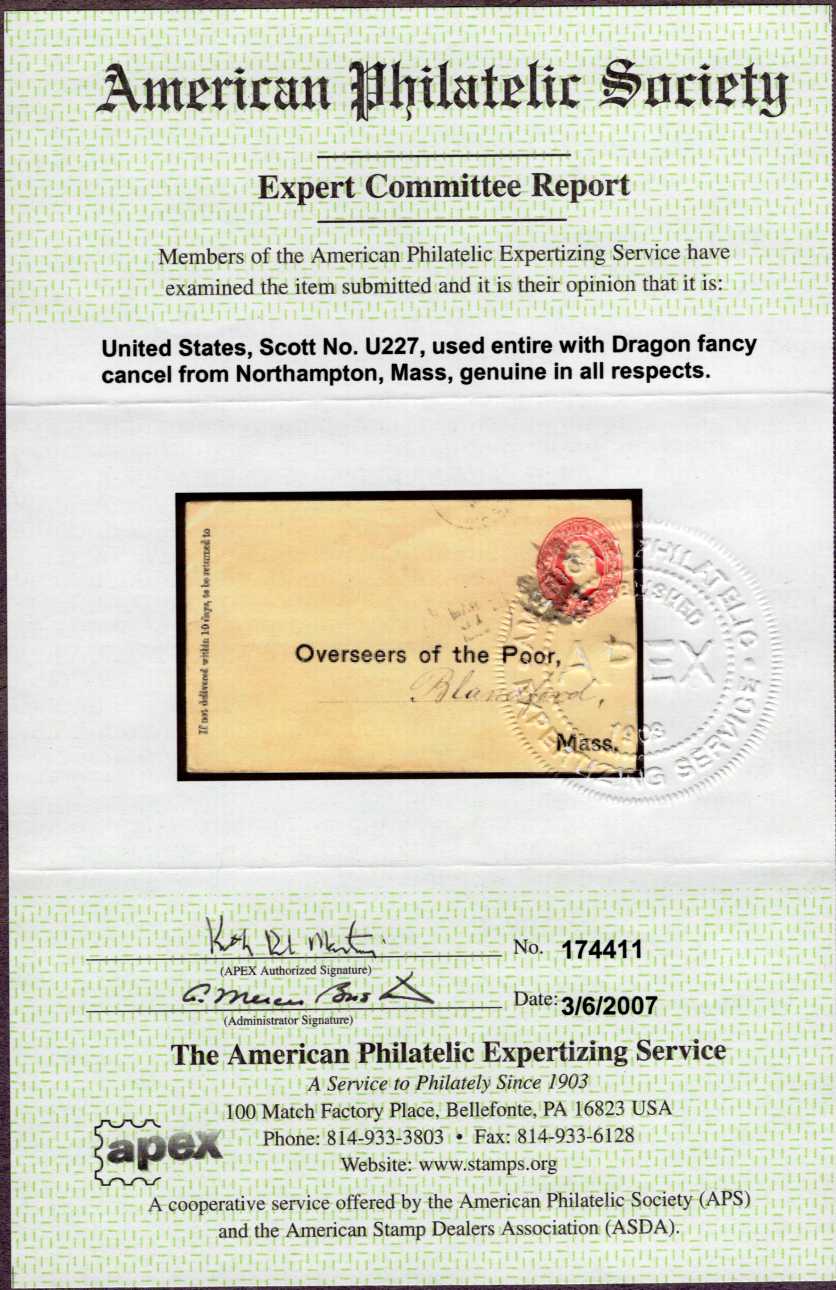 American Philatelic Society
Expert Committee Report
Members of the American Philatelic Expertizing Service have
examined the item submitted and it is their opinion that it is:
United States, Scott No. U227, used entire with Dragon fancy
cancel from Northampton, Mass, genuine in all respects.
If not delivered within 10 days, to be returned to
Overseers of the Poor,
Blandford,
Mass.
PHILATELIC
APEX
1903
EXPERTIZING SERVICE
No. 174411
(APEX Authorized Signature)
Date: 3/6/2007
(Administrator Signature)
The American Philatelic Expertizing Service
A Service to Philately Since 1903
100 Match Factory Place, Bellefonte, PA 16823 USA
apex
Phone: 814-933-3803 • Fax: 814-933-6128
Website: www.stamps.org
A cooperative service offered by the American Philatelic Society (APS)
and the American Stamp Dealers Association (ASDA).